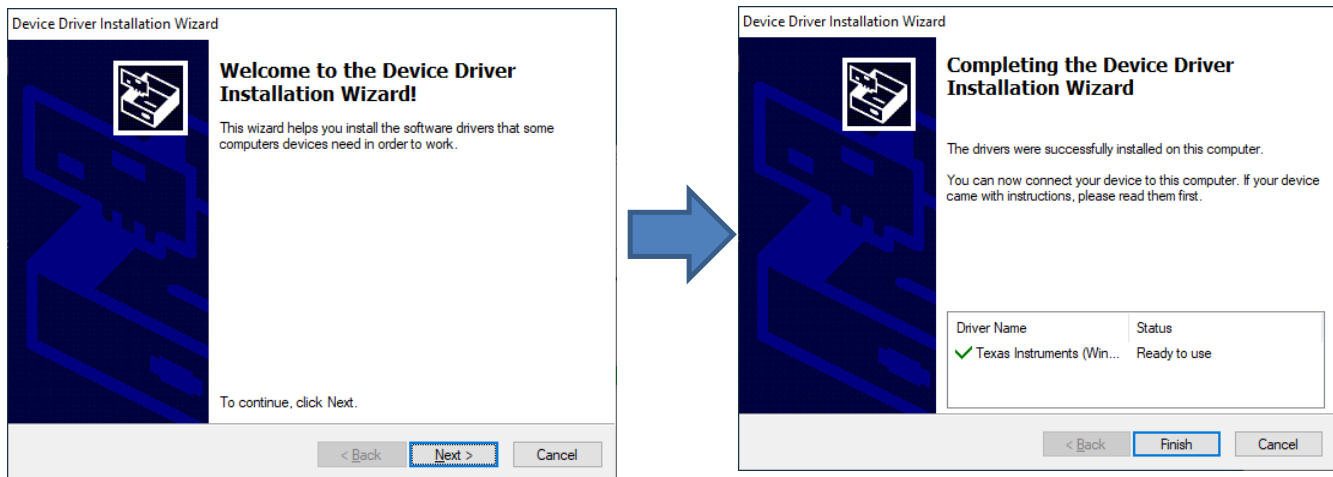 Device Driver Installation Wizard
Welcome to the Device Driver
Installation Wizard!
This wizard helps you install the software drivers that some
computers devices need in order to work.
To continue, click Next.
< Back
Next >
Cancel
Device Driver Installation Wizard
Completing the Device Driver
Installation Wizard
The drivers were successfully installed on this computer.
You can now connect your device to this computer. If your device
came with instructions, please read them first.
Driver Name Status
Texas Instruments (Win... Ready to use
< Back
Finish
Cancel